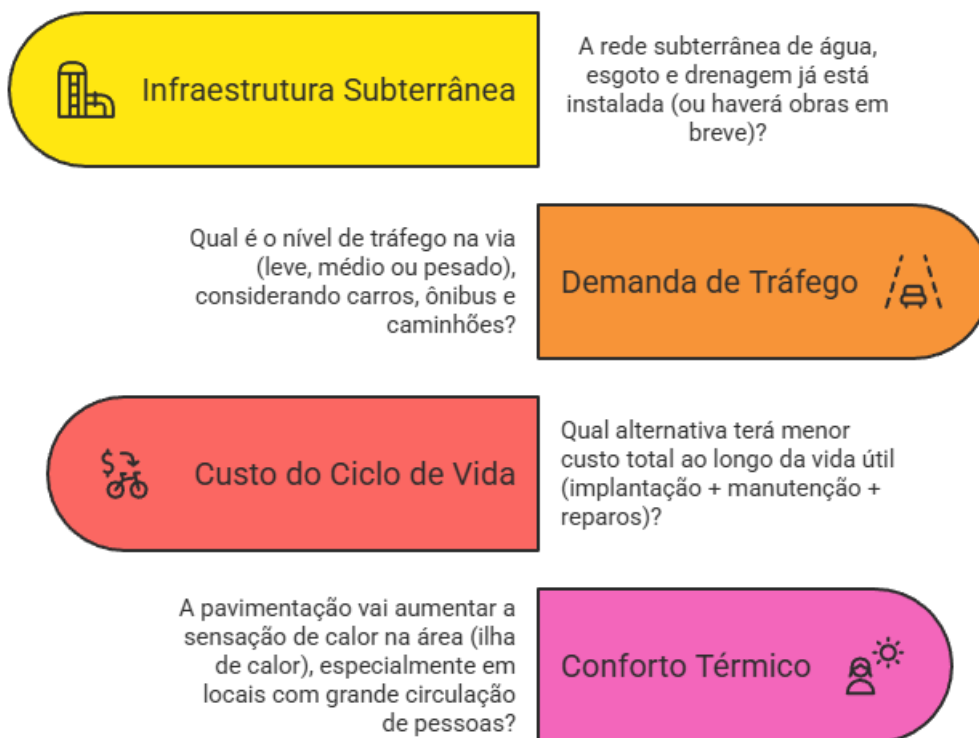 Infraestrutura Subterrânea
A rede subterrânea de água,
esgoto e drenagem já está
instalada (ou haverá obras em
breve)?
Qual é o nível de tráfego na via
(leve, médio ou pesado),
considerando carros, ônibus e
caminhões?
Demanda de Tráfego
$
Custo do Ciclo de Vida
Qual alternativa terá menor
custo total ao longo da vida útil
(implantação + manutenção +
reparos)?
A pavimentação vai aumentar a
sensação de calor na área (ilha
de calor), especialmente em
locais com grande circulação
de pessoas?
Conforto Térmico